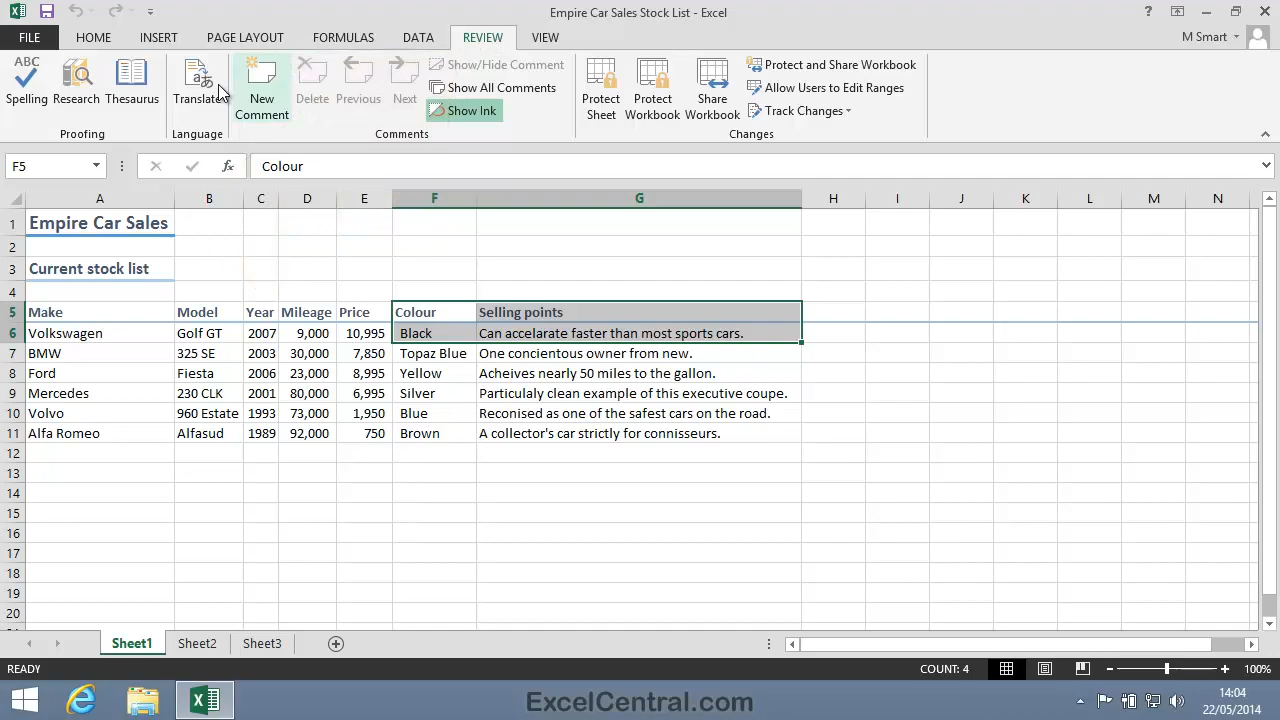 Empire Car Sales Stock List - Excel
?
FILE HOME INSERT PAGE LAYOUT FORMULAS DATA REVIEW VIEW M Smart
ABC
Spelling Research Thesaurus Translate New Comment Delete Previous Next
Show/Hide Comment
Show All Comments
Show Ink
Protect Sheet Protect Workbook Share Workbook
Protect and Share Workbook
Allow Users to Edit Ranges
Track Changes
Proofing Language Comments Changes
F5 fx Colour
A B C D E F G H I J K L M N
1 Empire Car Sales
2
3 Current stock list
4
5 Make Model Year Mileage Price Colour Selling points
6 Volkswagen Golf GT 2007 9,000 10,995 Black Can accelarate faster than most sports cars.
7 BMW 325 SE 2003 30,000 7,850 Topaz Blue One concientous owner from new.
8 Ford Fiesta 2006 23,000 8,995 Yellow Acheives nearly 50 miles to the gallon.
9 Mercedes 230 CLK 2001 80,000 6,995 Silver Particulaly clean example of this executive coupe.
10 Volvo 960 Estate 1993 73,000 1,950 Blue Reconised as one of the safest cars on the road.
11 Alfa Romeo Alfasud 1989 92,000 750 Brown A collector's car strictly for connisseurs.
12
13
14
15
16
17
18
19
20
Sheet1 Sheet2 Sheet3
READY COUNT: 4 100%
ExcelCentral.com
14:04
22/05/2014